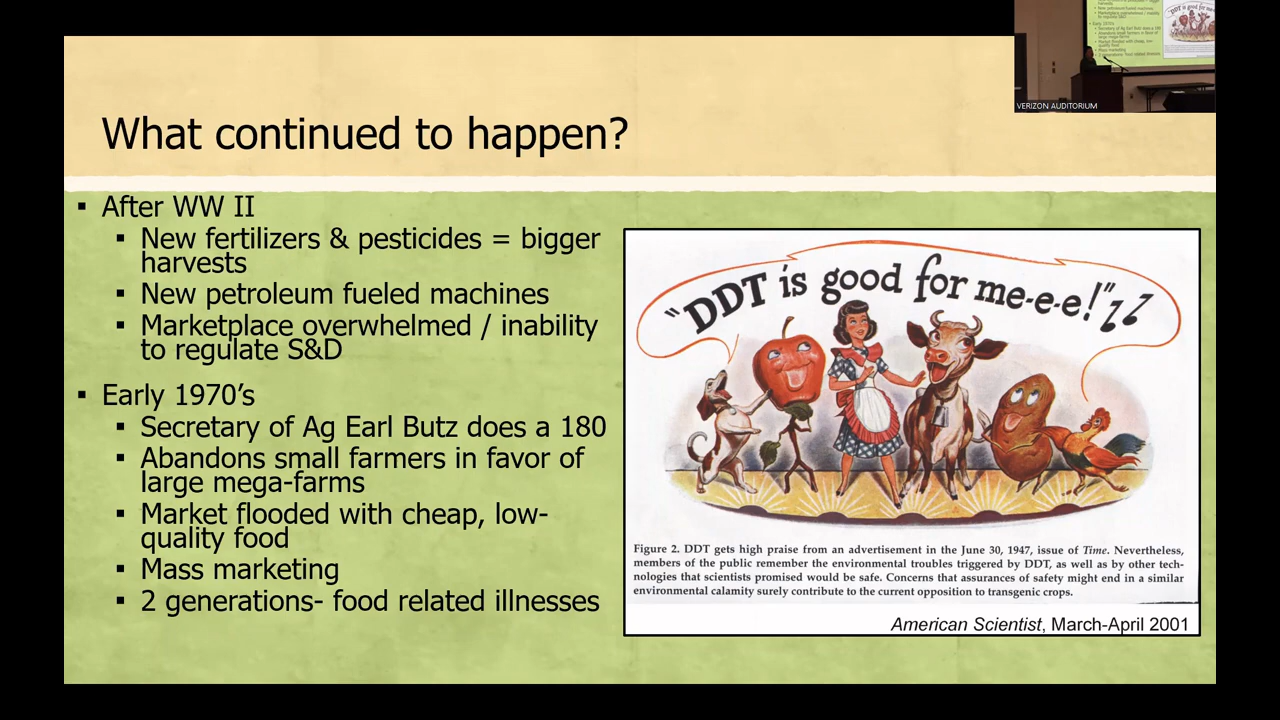 What continued to happen?
▪ After WW II
▪ New fertilizers & pesticides = bigger
harvests
▪ New petroleum fueled machines
▪ Marketplace overwhelmed / inability
to regulate S&D
▪ Early 1970’s
▪ Secretary of Ag Earl Butz does a 180
▪ Abandons small farmers in favor of
large mega-farms
▪ Market flooded with cheap, low-
quality food
▪ Mass marketing
▪ 2 generations- food related illnesses
"DDT is good for me-e-e!"
Figure 2. DDT gets high praise from an advertisement in the June 30, 1947, issue of Time. Nevertheless,
members of the public remember the environmental troubles triggered by DDT, as well as by other tech-
nologies that scientists promised would be safe. Concerns that assurances of safety might end in a similar
environmental calamity surely contribute to the current opposition to transgenic crops.
American Scientist, March-April 2001
VERIZON AUDITORIUM